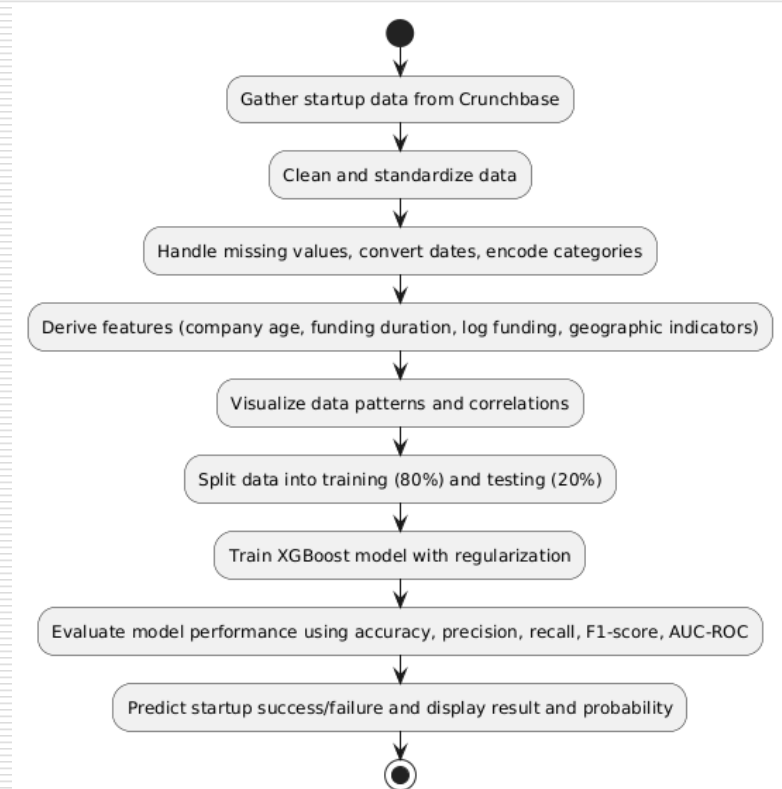 Gather startup data from Crunchbase
Clean and standardize data
Handle missing values, convert dates, encode categories
Derive features (company age, funding duration, log funding, geographic indicators)
Visualize data patterns and correlations
Split data into training (80%) and testing (20%)
Train XGBoost model with regularization
Evaluate model performance using accuracy, precision, recall, F1-score, AUC-ROC
Predict startup success/failure and display result and probability